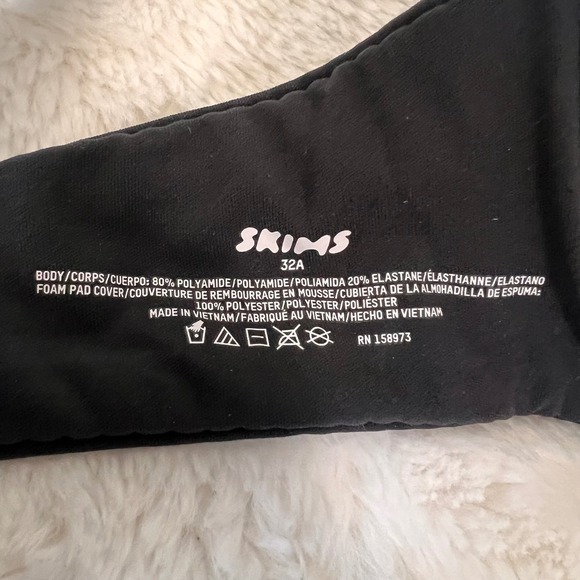 SKIMS
32A
BODY/CORPS/CUERPO: 80% POLYAMIDE/POLYAMIDE/POLIAMIDA 20% ELASTANE/ÉLASTHANNE/ELASTANO
FOAM PAD COVER/COUVERTURE DE REMBOURRAGE EN MOUSSE/CUBIERTA DE LA ALMOHADILLA DE ESPUMA:
100% POLYESTER/POLYESTER/POLIÉSTER
MADE IN VIETNAM/FABRIQUÉ AU VIETNAM/HECHO EN VIETNAM
RN 158973